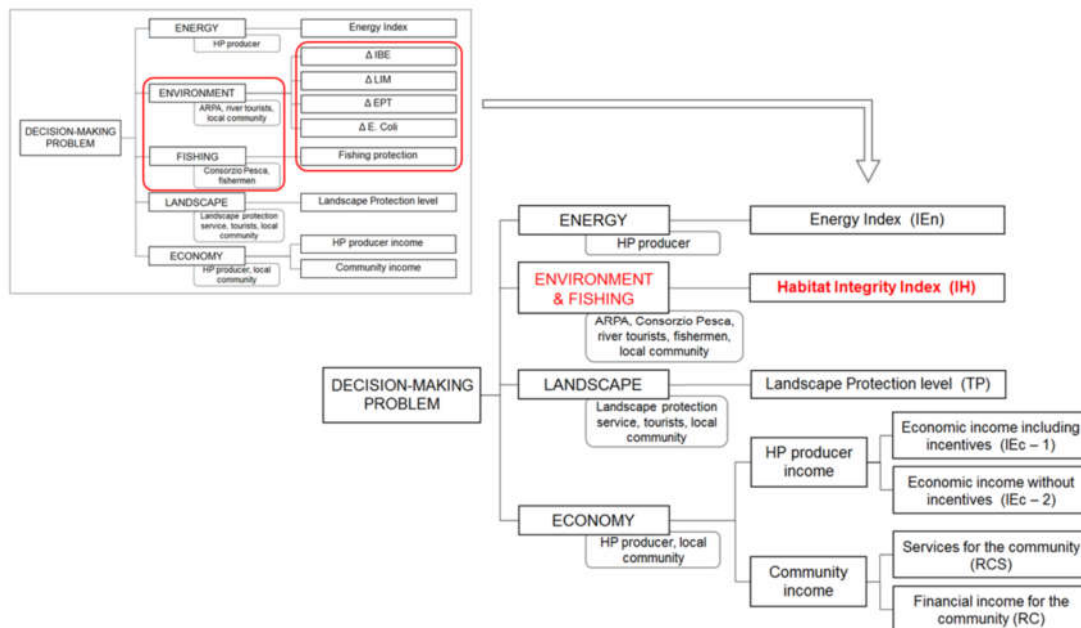 ENERGY
HP producer
Energy Index
Δ IBE
Δ LIM
ENVIRONMENT
ARPA, river tourists,
local community
Δ EPT
Δ E. Coli
DECISION-MAKING
PROBLEM
FISHING
Consorzio Pesca,
fishermen
Fishing protection
LANDSCAPE
Landscape protection
service, tourists, local
community
Landscape Protection level
ECONOMY
HP producer, local
community
HP producer income
Community income
ENERGY
HP producer
Energy Index (IEn)
ENVIRONMENT
& FISHING
ARPA, Consorzio Pesca,
river tourists, fishermen,
local community
Habitat Integrity Index (IH)
DECISION-MAKING
PROBLEM
LANDSCAPE
Landscape protection
service, tourists, local
community
Landscape Protection level (TP)
ECONOMY
HP producer, local
community
HP producer
income
Economic income including
incentives (IEc – 1)
Economic income without
incentives (IEc – 2)
Community
income
Services for the community
(RCS)
Financial income for the
community (RC)